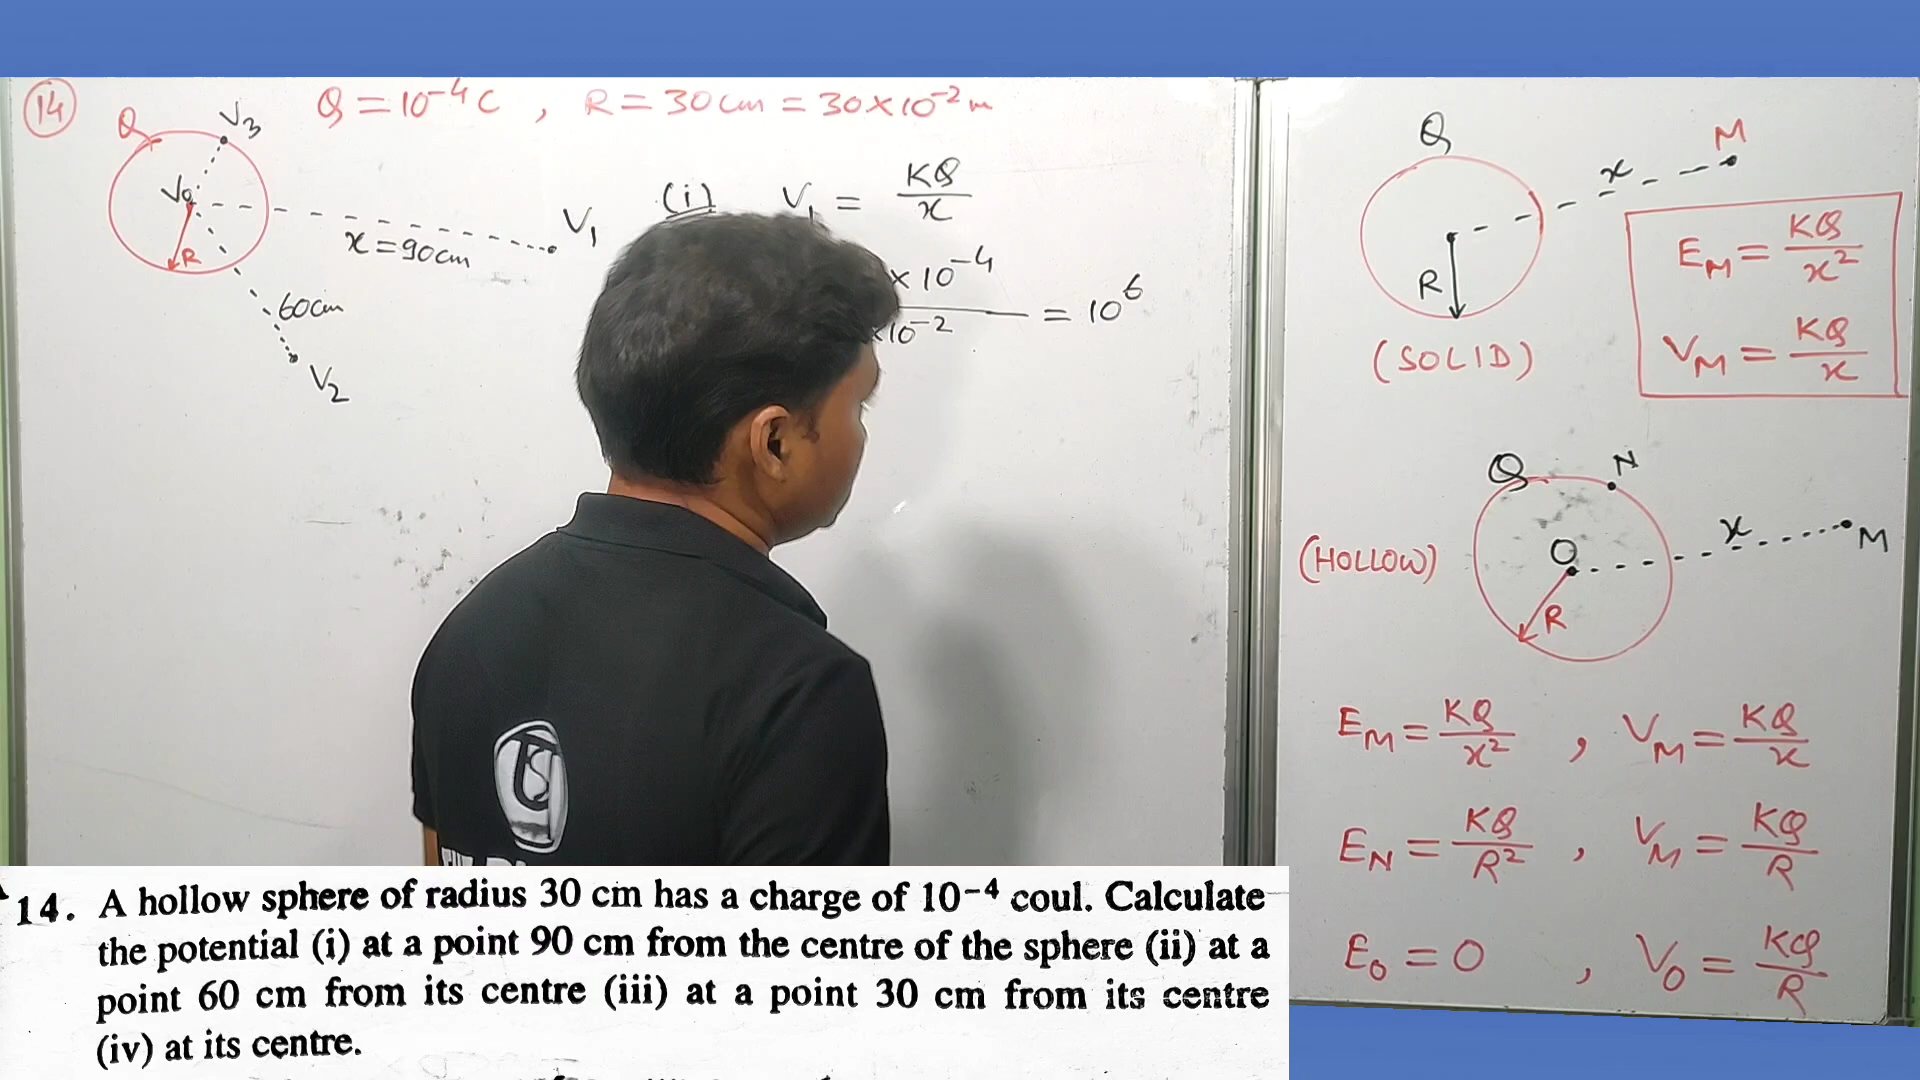 14
Q = 10⁻⁴ C , R = 30 cm = 30×10⁻² m
Q
V₃
V₀
R
x = 90 cm
V₁
60 cm
V₂
(i) V₁ = KQ/x
× 10⁻⁴
×10⁻²
= 10⁶
Q
M
x
R
(SOLID)
E_M = KQ/x²
V_M = KQ/x
Q
N
x
M
O
R
(HOLLOW)
E_M = KQ/x² , V_M = KQ/x
E_N = KQ/R² , V_M = KQ/R
E₀ = 0 , V₀ = KQ/R
14. A hollow sphere of radius 30 cm has a charge of 10⁻⁴ coul. Calculate
the potential (i) at a point 90 cm from the centre of the sphere (ii) at a
point 60 cm from its centre (iii) at a point 30 cm from its centre
(iv) at its centre.